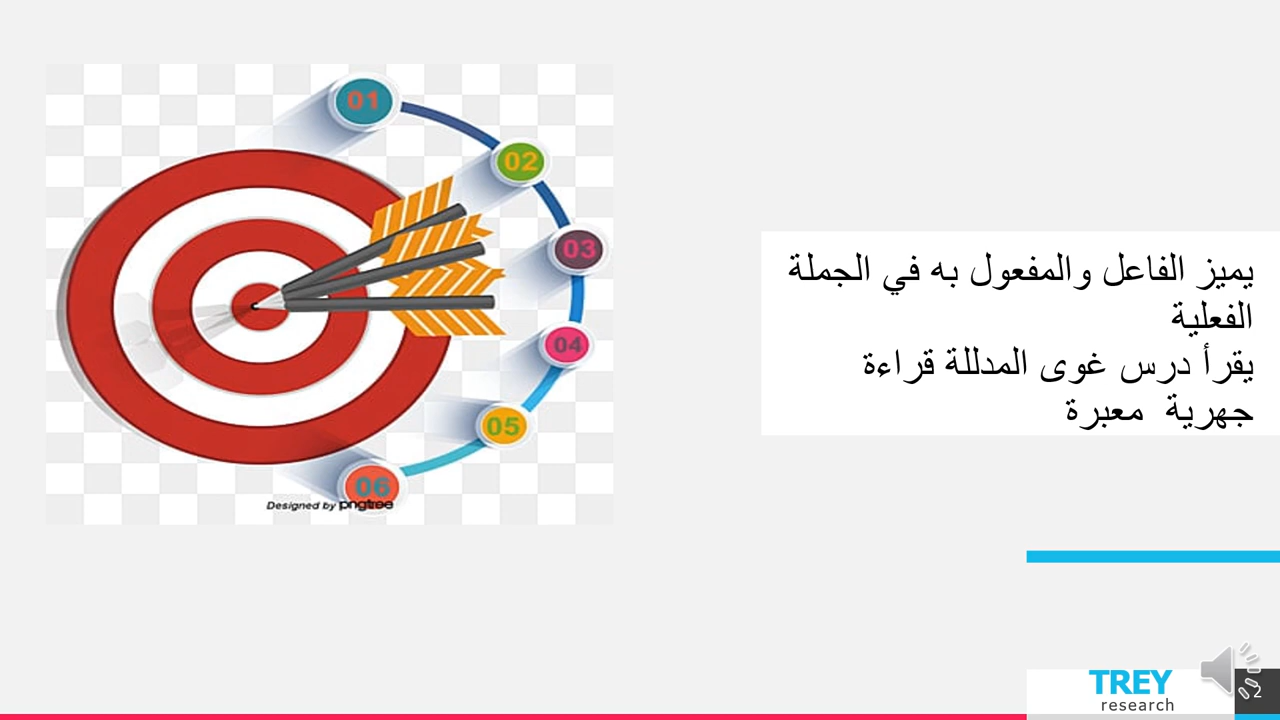 يميز الفاعل والمفعول به في الجملة
الفعلية
يقرأ درس غوى المدللة قراءة
جهرية معبرة
01
02
03
04
05
06
Designed by pngtree
TREY
research
2